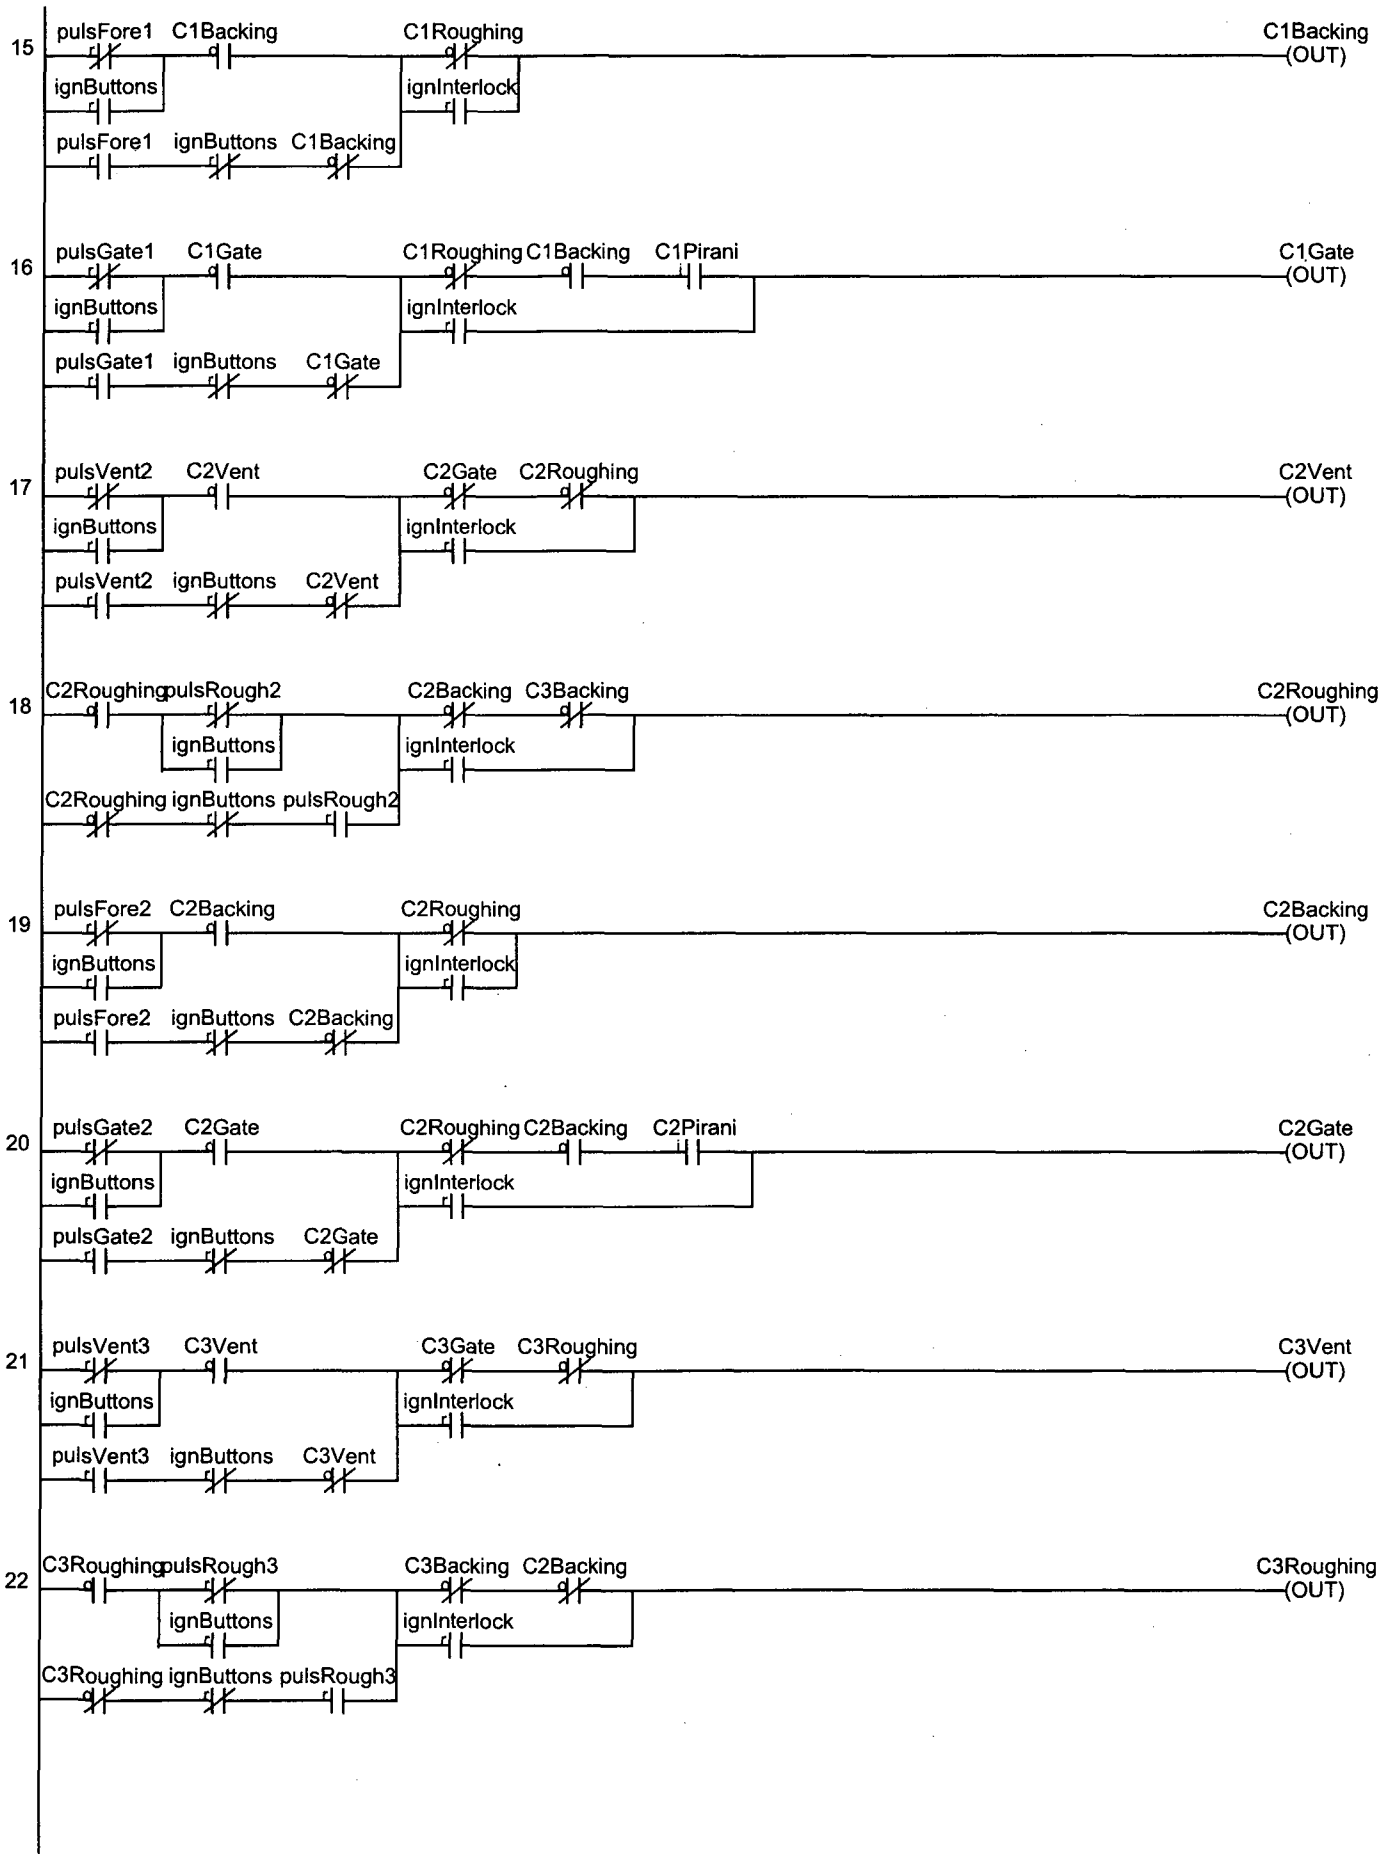 pulsFore1 C1Backing C1Roughing C1Backing
15 (OUT)
ignButtons ignInterlock
pulsFore1 ignButtons C1Backing
pulsGate1 C1Gate C1Roughing C1Backing C1Pirani C1Gate
16 (OUT)
ignButtons ignInterlock
pulsGate1 ignButtons C1Gate
pulsVent2 C2Vent C2Gate C2Roughing C2Vent
17 (OUT)
ignButtons ignInterlock
pulsVent2 ignButtons C2Vent
C2Roughing pulsRough2 C2Backing C3Backing C2Roughing
18 (OUT)
ignButtons ignInterlock
C2Roughing ignButtons pulsRough2
pulsFore2 C2Backing C2Roughing C2Backing
19 (OUT)
ignButtons ignInterlock
pulsFore2 ignButtons C2Backing
pulsGate2 C2Gate C2Roughing C2Backing C2Pirani C2Gate
20 (OUT)
ignButtons ignInterlock
pulsGate2 ignButtons C2Gate
pulsVent3 C3Vent C3Gate C3Roughing C3Vent
21 (OUT)
ignButtons ignInterlock
pulsVent3 ignButtons C3Vent
C3Roughing pulsRough3 C3Backing C2Backing C3Roughing
22 (OUT)
ignButtons ignInterlock
C3Roughing ignButtons pulsRough3